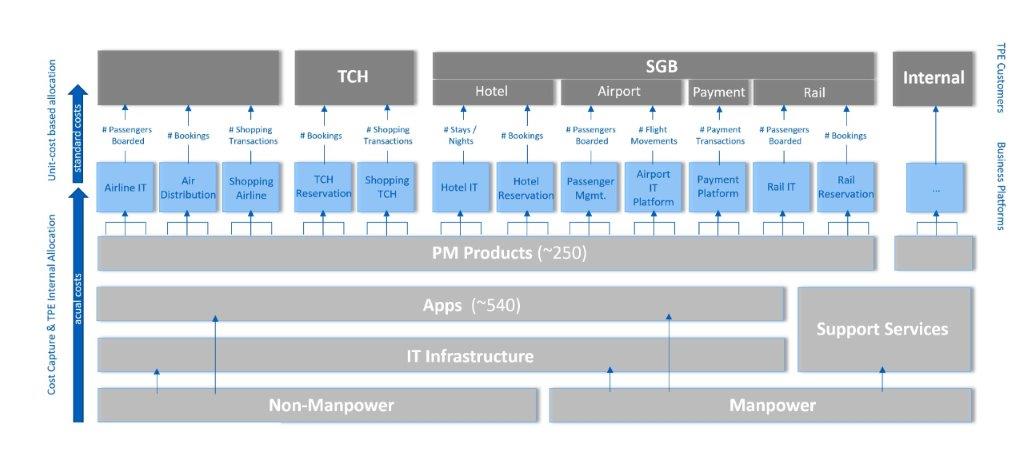 TCH
SGB
Hotel
Airport
Payment
Rail
Internal
TPE Customers
Unit-cost based allocation
standard costs
# Passengers
Boarded
# Bookings
# Shopping
Transactions
# Bookings
# Shopping
Transactions
# Stays /
Nights
# Bookings
# Passengers
Boarded
# Flight
Movements
# Payment
Transactions
# Passengers
Boarded
# Bookings
Business Platforms
Airline IT
Air
Distribution
Shopping
Airline
TCH
Reservation
Shopping
TCH
Hotel IT
Hotel
Reservation
Passenger
Mgmt.
Airport
IT
Platform
Payment
Platform
Rail IT
Rail
Reservation
...
Cost Capture & TPE Internal Allocation
acual costs
PM Products (~250)
Apps (~540)
Support Services
IT Infrastructure
Non-Manpower
Manpower